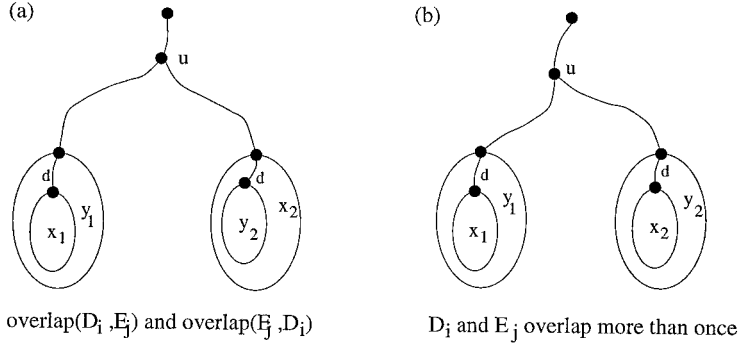 (a)
u
d
d
x1
y1
y2
x2
overlap(Di ,Ej) and overlap(Ej ,Di)
(b)
u
d
d
x1
y1
x2
y2
Di and Ej overlap more than once